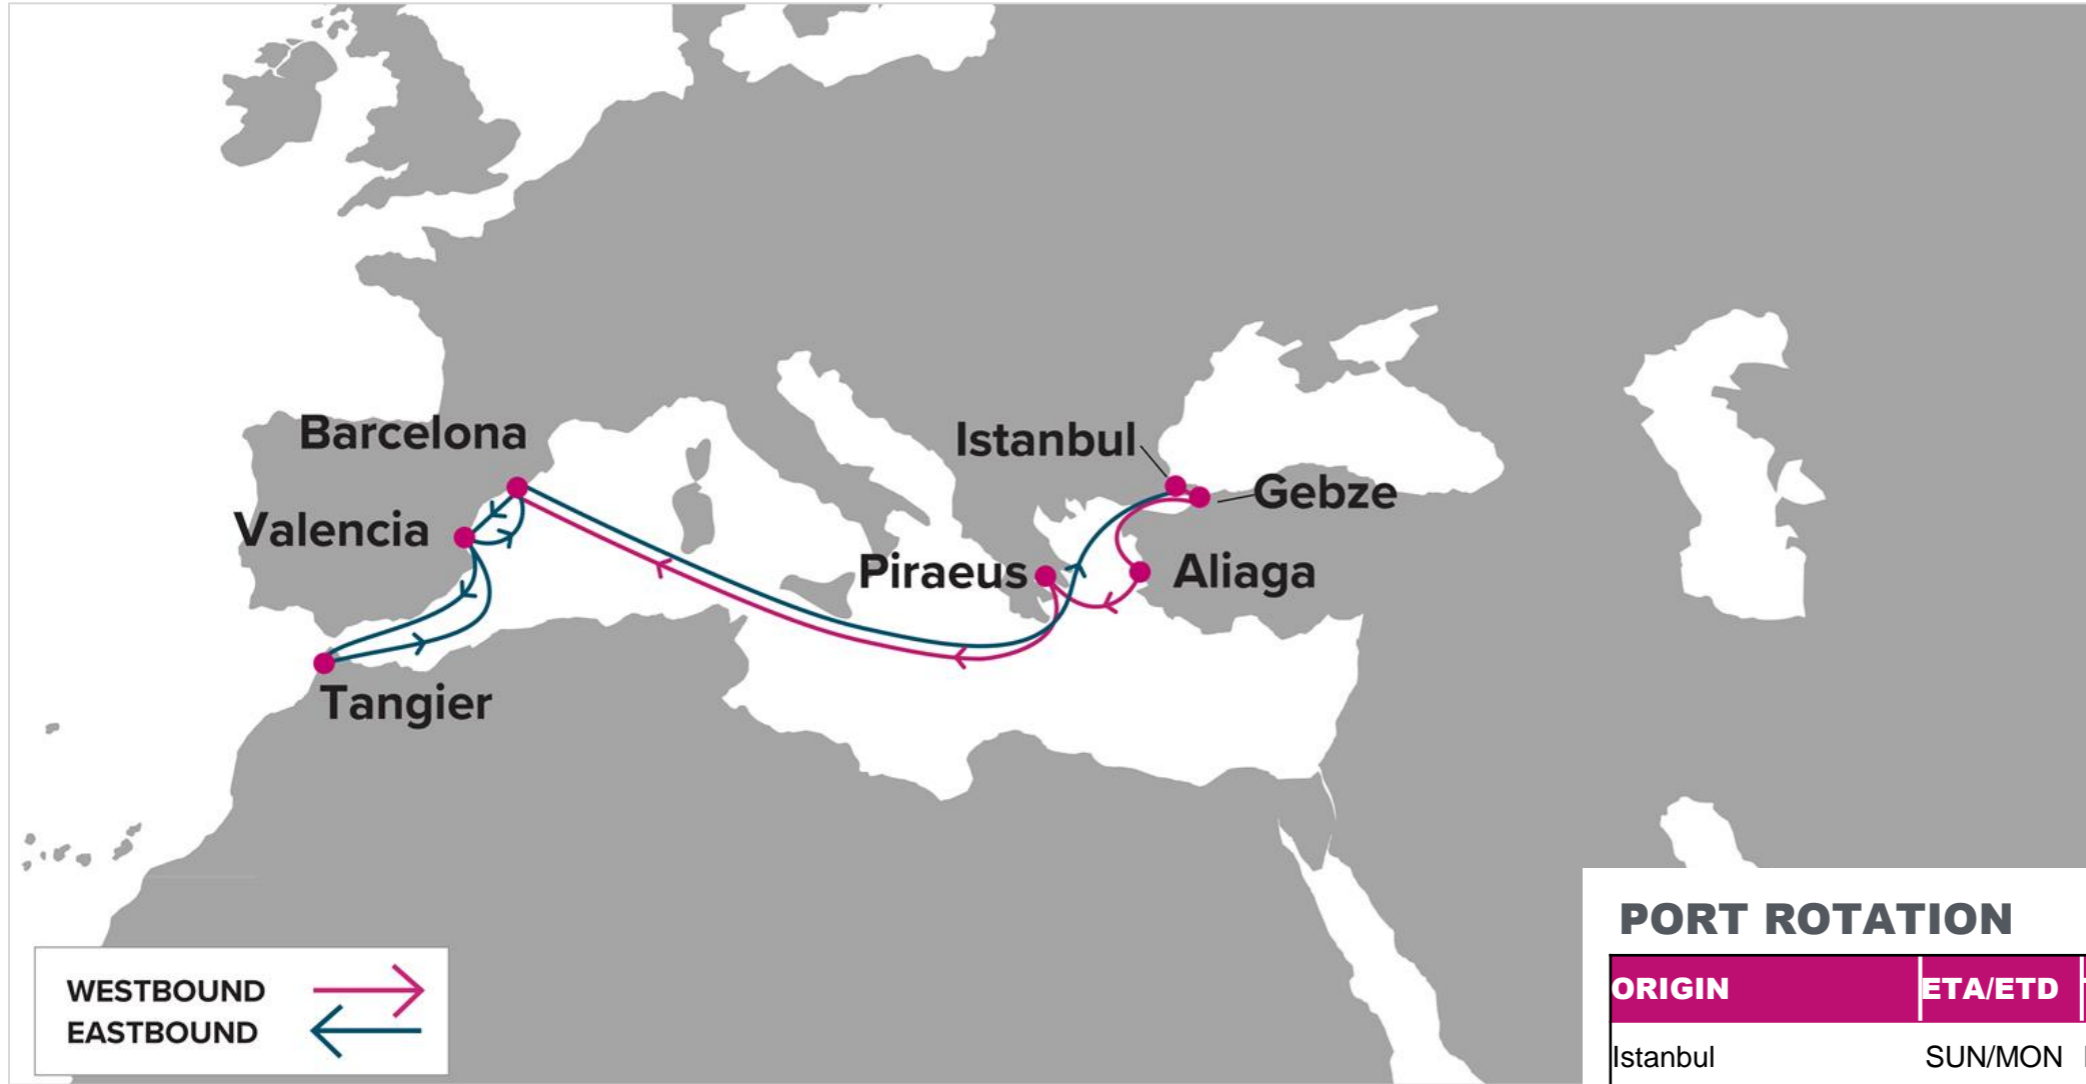 Barcelona
Istanbul
Gebze
Valencia
Piraeus
Aliaga
Tangier
WESTBOUND
EASTBOUND
PORT ROTATION
ORIGIN ETA/ETD
Istanbul SUN/MON